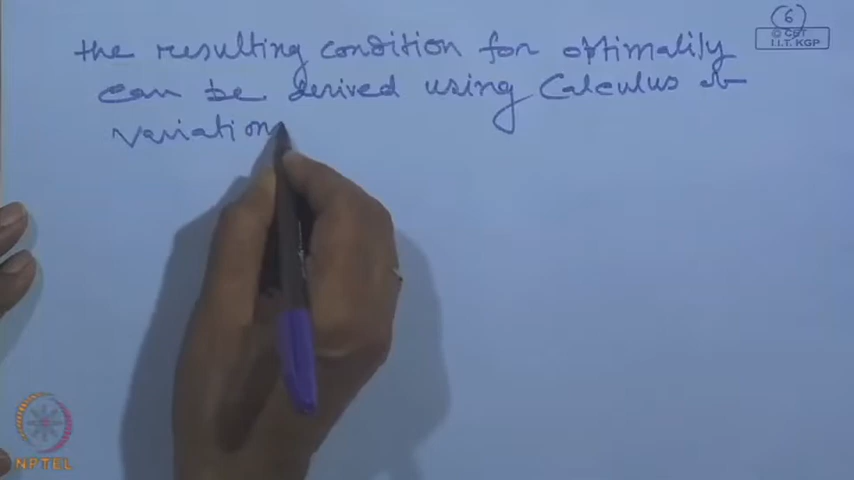 6
© CET
I.I.T. KGP
the resulting condition for optimality
can be derived using Calculus of
variation
NPTEL